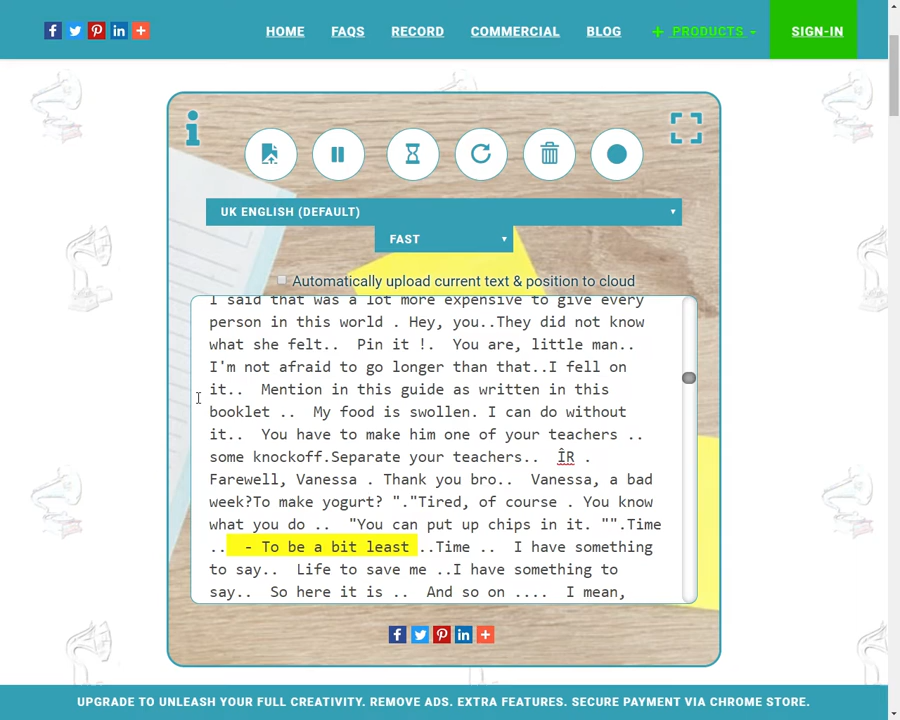 HOME FAQS RECORD COMMERCIAL BLOG + PRODUCTS SIGN-IN
UK ENGLISH (DEFAULT)
FAST
Automatically upload current text & position to cloud
I said that was a lot more expensive to give every
person in this world . Hey, you..They did not know
what she felt.. Pin it !. You are, little man..
I'm not afraid to go longer than that..I fell on
it.. Mention in this guide as written in this
booklet .. My food is swollen. I can do without
it.. You have to make him one of your teachers ..
some knockoff.Separate your teachers.. İR .
Farewell, Vanessa . Thank you bro.. Vanessa, a bad
week?To make yogurt? "."Tired, of course . You know
what you do .. "You can put up chips in it. "".Time
.. - To be a bit least ..Time .. I have something
to say.. Life to save me ..I have something to
say.. So here it is .. And so on .... I mean,
UPGRADE TO UNLEASH YOUR FULL CREATIVITY. REMOVE ADS. EXTRA FEATURES. SECURE PAYMENT VIA CHROME STORE.